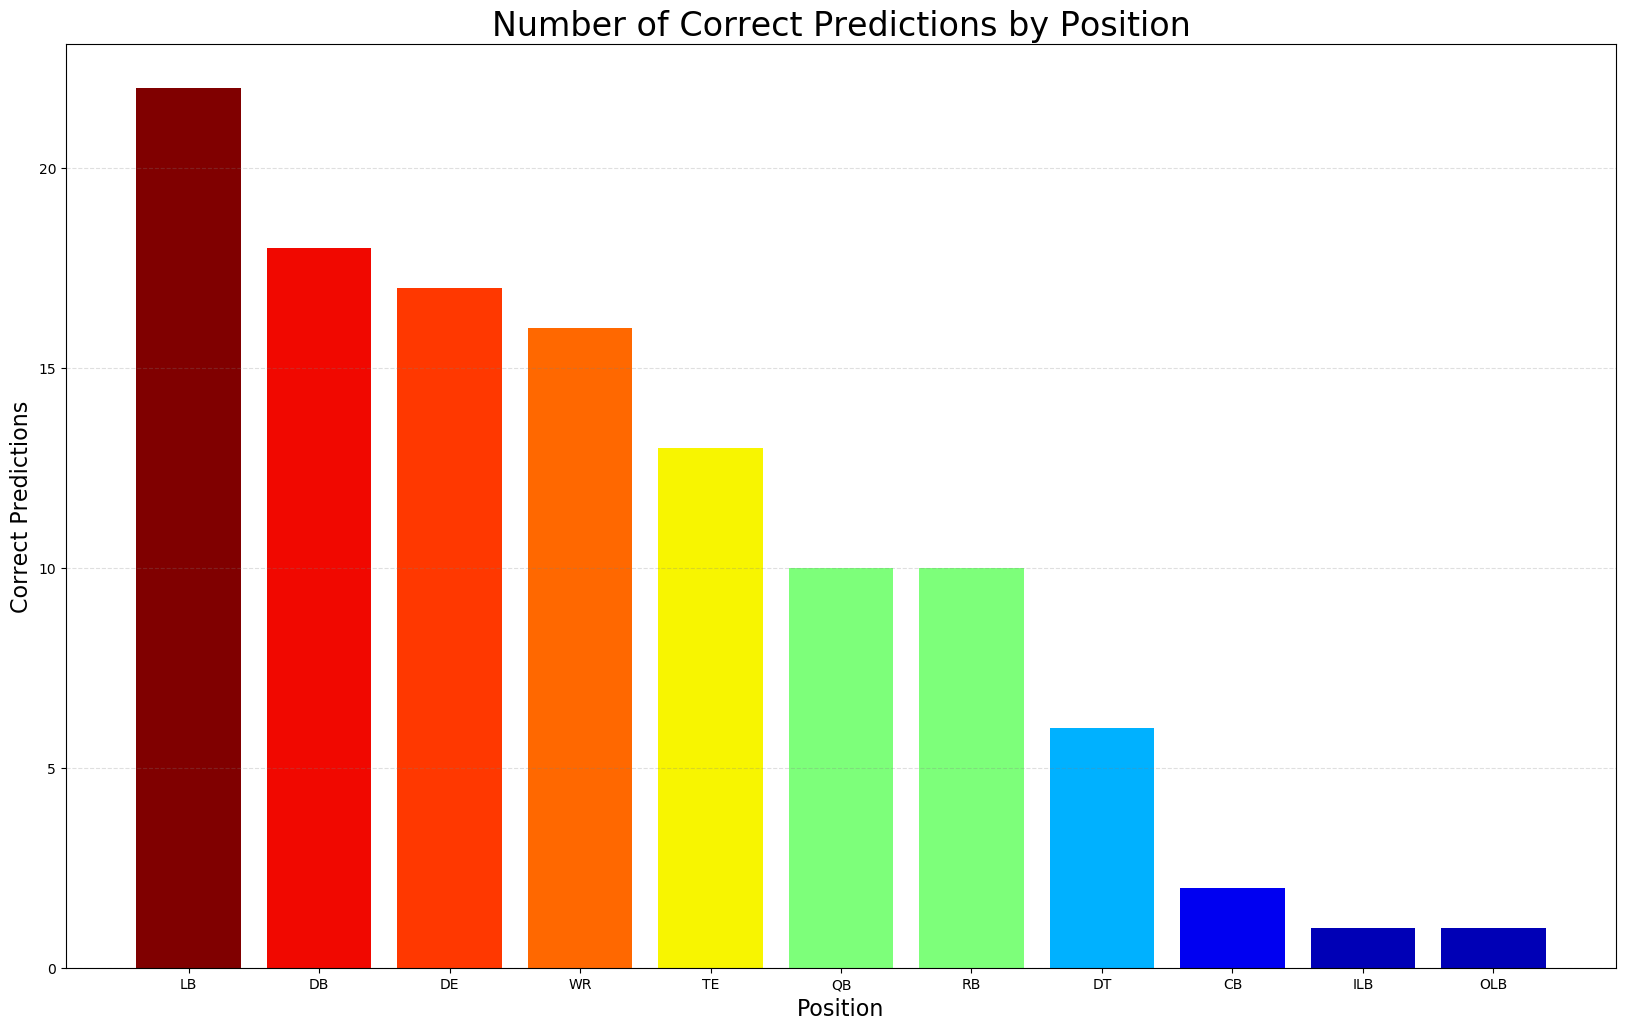 Number of Correct Predictions by Position
Correct Predictions
20
15
10
5
0
LB DB DE WR TE QB RB DT CB ILB OLB
Position